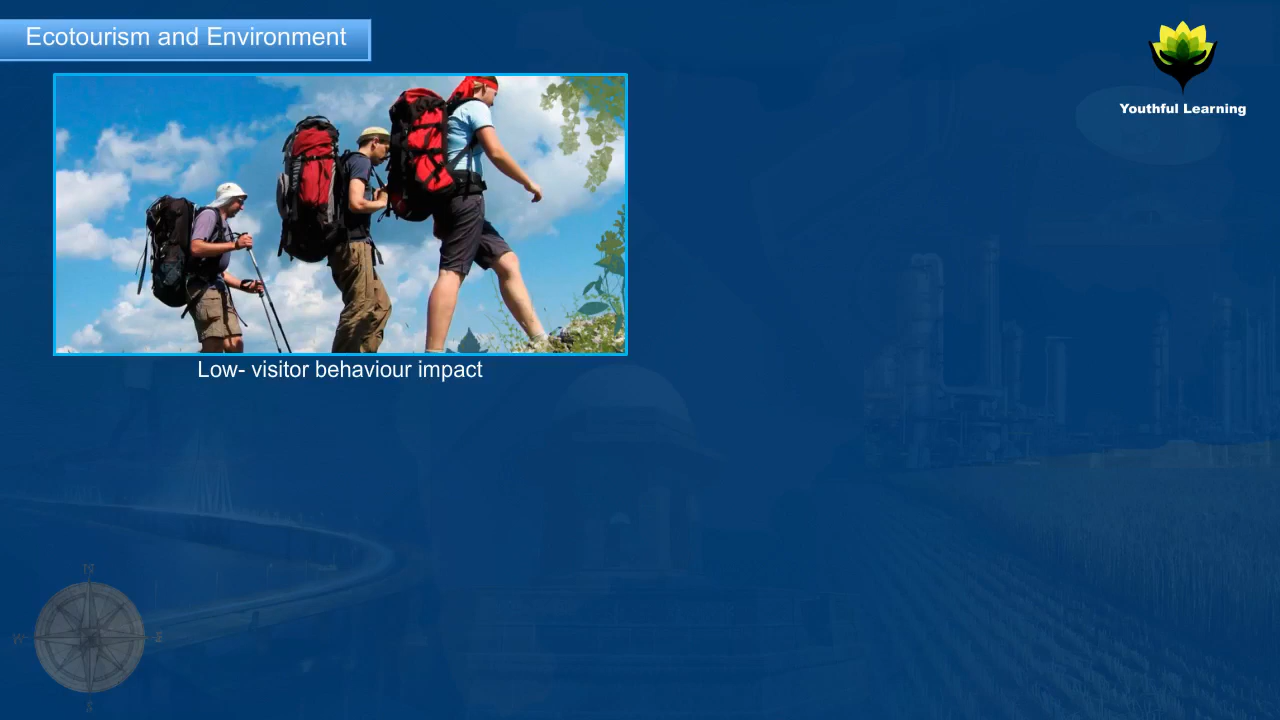 Ecotourism and Environment
Youthful Learning
Low- visitor behaviour impact
N
W
E
S